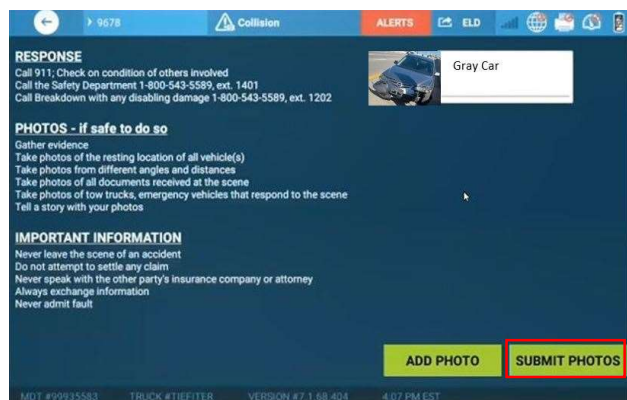 > 9678
Collision
ALERTS
ELD
RESPONSE
Call 911; Check on condition of others involved
Call the Safety Department 1-800-543-5589, ext. 1401
Call Breakdown with any disabling damage 1-800-543-5589, ext. 1202
Gray Car
PHOTOS - if safe to do so
Gather evidence
Take photos of the resting location of all vehicle(s)
Take photos from different angles and distances
Take photos of all documents received at the scene
Take photos of tow trucks, emergency vehicles that respond to the scene
Tell a story with your photos
IMPORTANT INFORMATION
Never leave the scene of an accident
Do not attempt to settle any claim
Never speak with the other party's insurance company or attorney
Always exchange information
Never admit fault
ADD PHOTO
SUBMIT PHOTOS
MDT #99935583 TRUCK #TIEFITER VERSION #7.1.68.404 4:07 PM EST